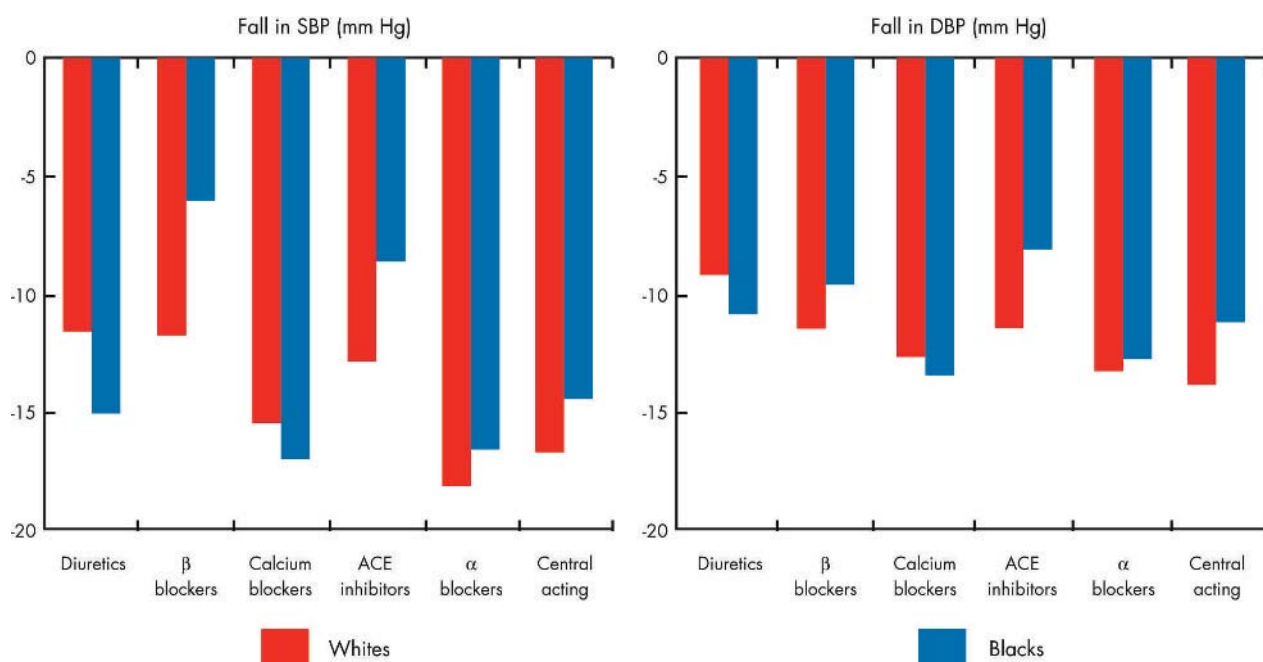 Fall in SBP (mm Hg)
0
-5
-10
-15
-20
Diuretics
β
blockers
Calcium
blockers
ACE
inhibitors
α
blockers
Central
acting
Fall in DBP (mm Hg)
0
-5
-10
-15
-20
Diuretics
β
blockers
Calcium
blockers
ACE
inhibitors
α
blockers
Central
acting
Whites
Blacks